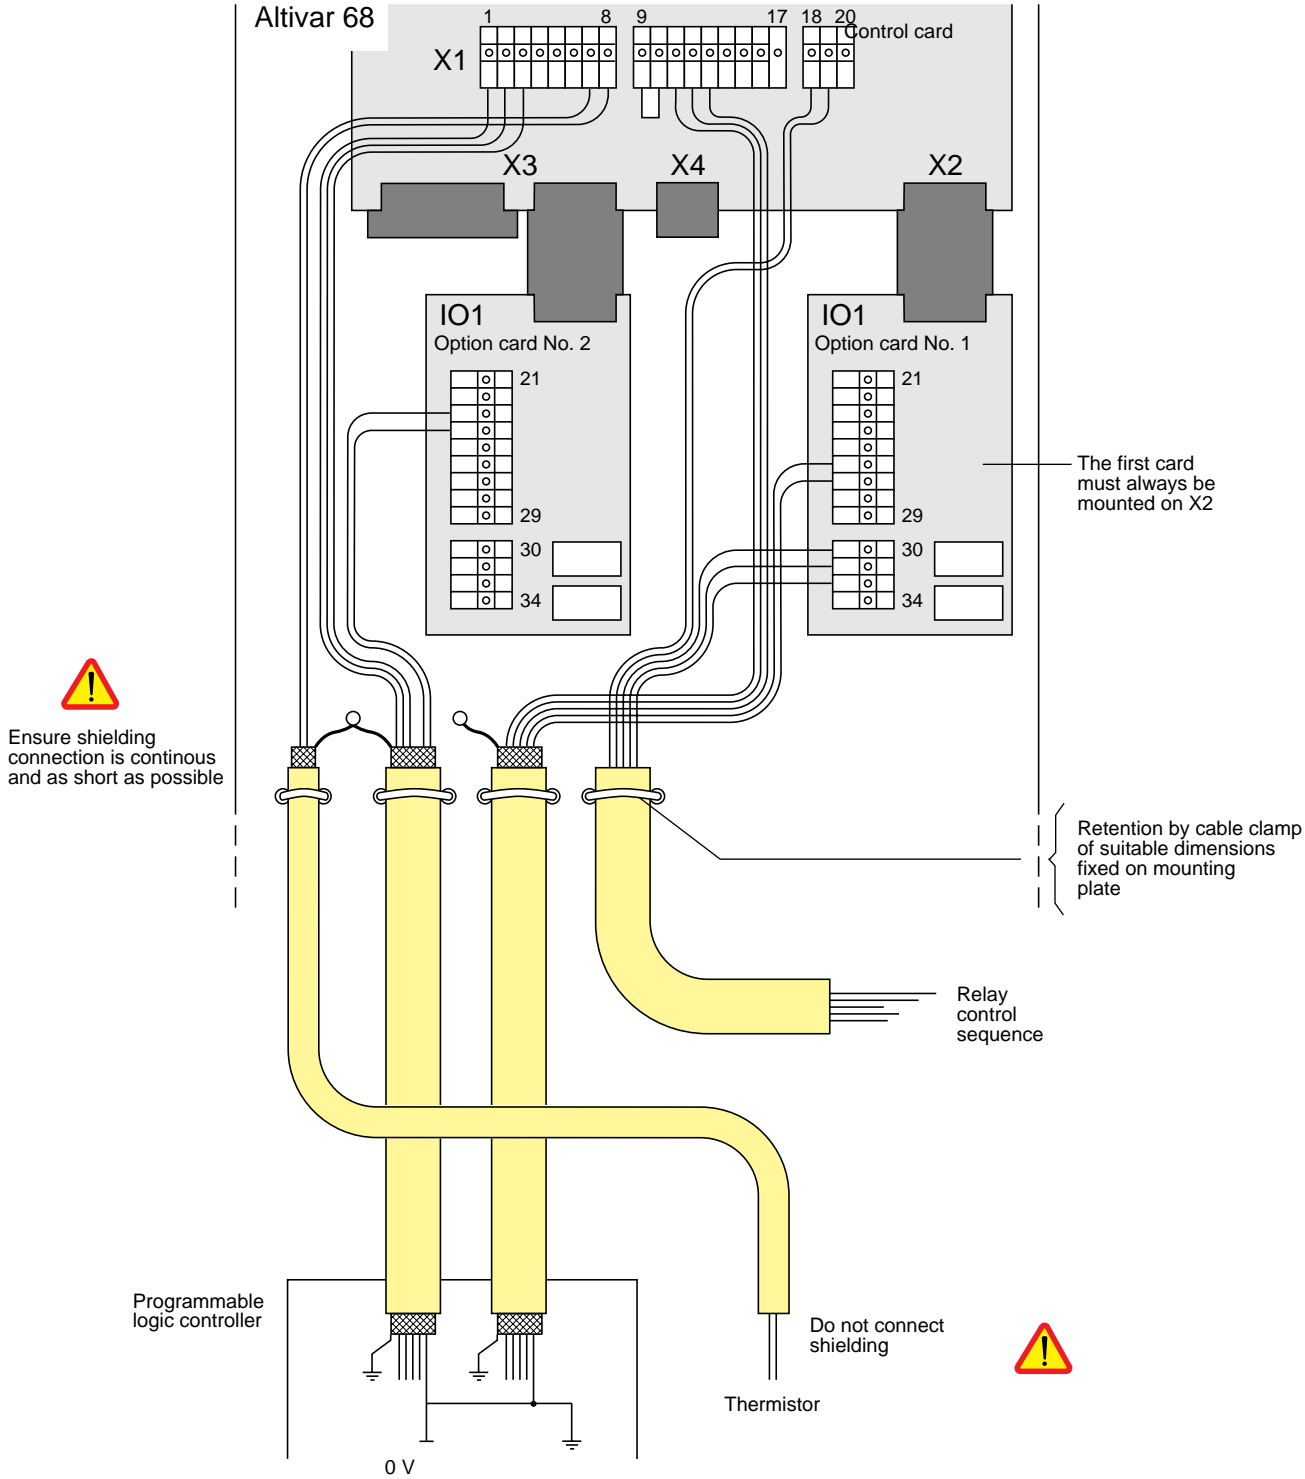 Altivar 68
1
8
9
17
18
20
Control card
X1
X3
X4
X2
IO1
Option card No. 2
IO1
Option card No. 1
21
21
The first card
must always be
mounted on X2
29
29
30
30
34
34
Ensure shielding
connection is continous
and as short as possible
Retention by cable clamp
of suitable dimensions
fixed on mounting
plate
Relay
control
sequence
Programmable
logic controller
Do not connect
shielding
Thermistor
0 V